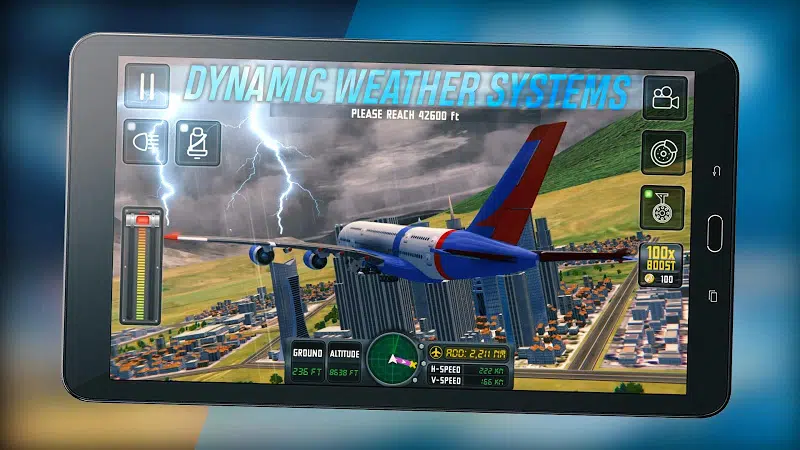 DYNAMIC WEATHER SYSTEMS
PLEASE REACH 42600 ft
100x
BOOST
100
GROUND
236 FT
ALTITUDE
8638 FT
ADD: 2,211 NM
H-SPEED 222 KN
V-SPEED 166 KN